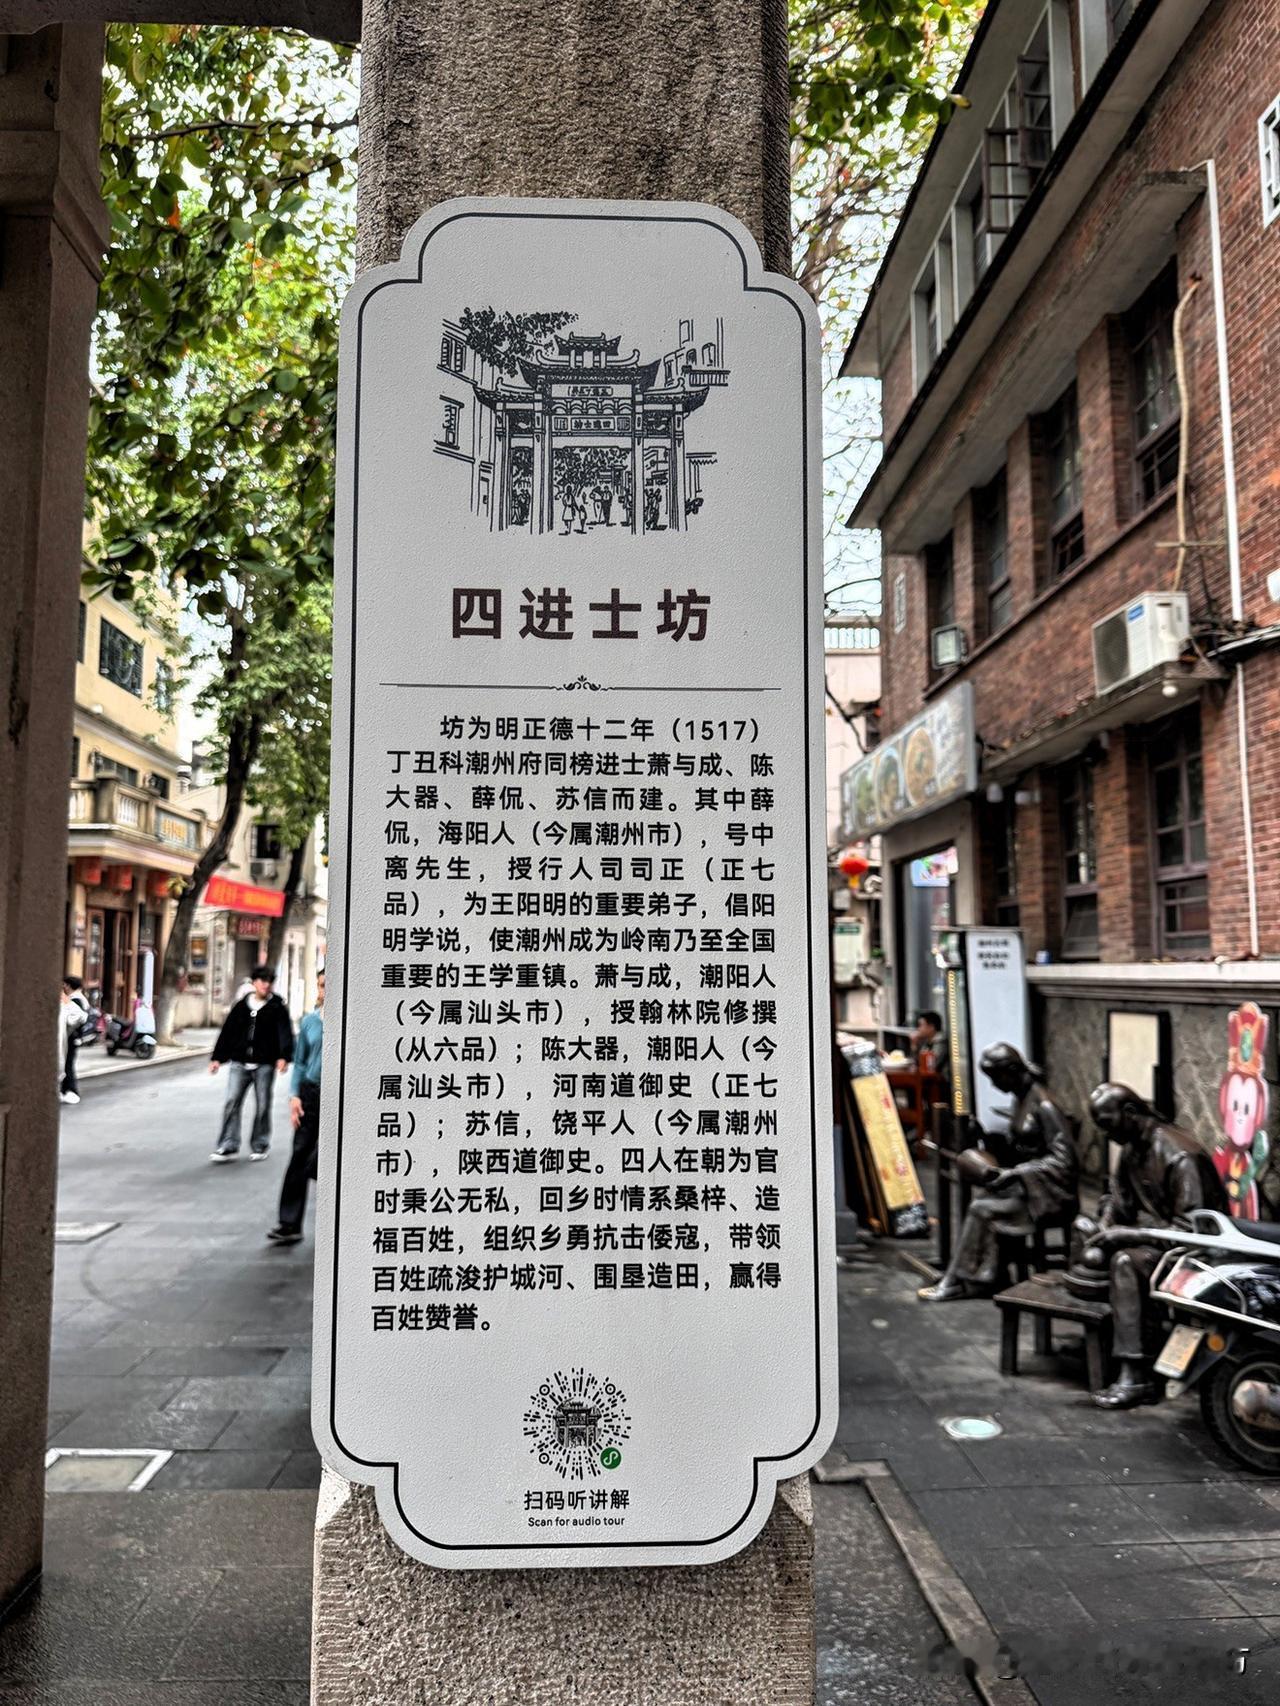 四进士坊
坊为明正德十二年（1517）
丁丑科潮州府同榜进士萧与成、陈
大器、薛侃、苏信而建。其中薛
侃，海阳人（今属潮州市），号中
离先生，授行人司司正（正七
品），为王阳明的重要弟子，倡阳
明学说，使潮州成为岭南乃至全国
重要的王学重镇。萧与成，潮阳人
（今属汕头市），授翰林院修撰
（从六品）；陈大器，潮阳人（今
属汕头市），河南道御史（正七
品）；苏信，饶平人（今属潮州
市），陕西道御史。四人在朝为官
时秉公无私，回乡时情系桑梓、造
福百姓，组织乡勇抗击倭寇，带领
百姓疏浚护城河、围垦造田，赢得
百姓赞誉。
扫码听讲解
Scan for audio tour